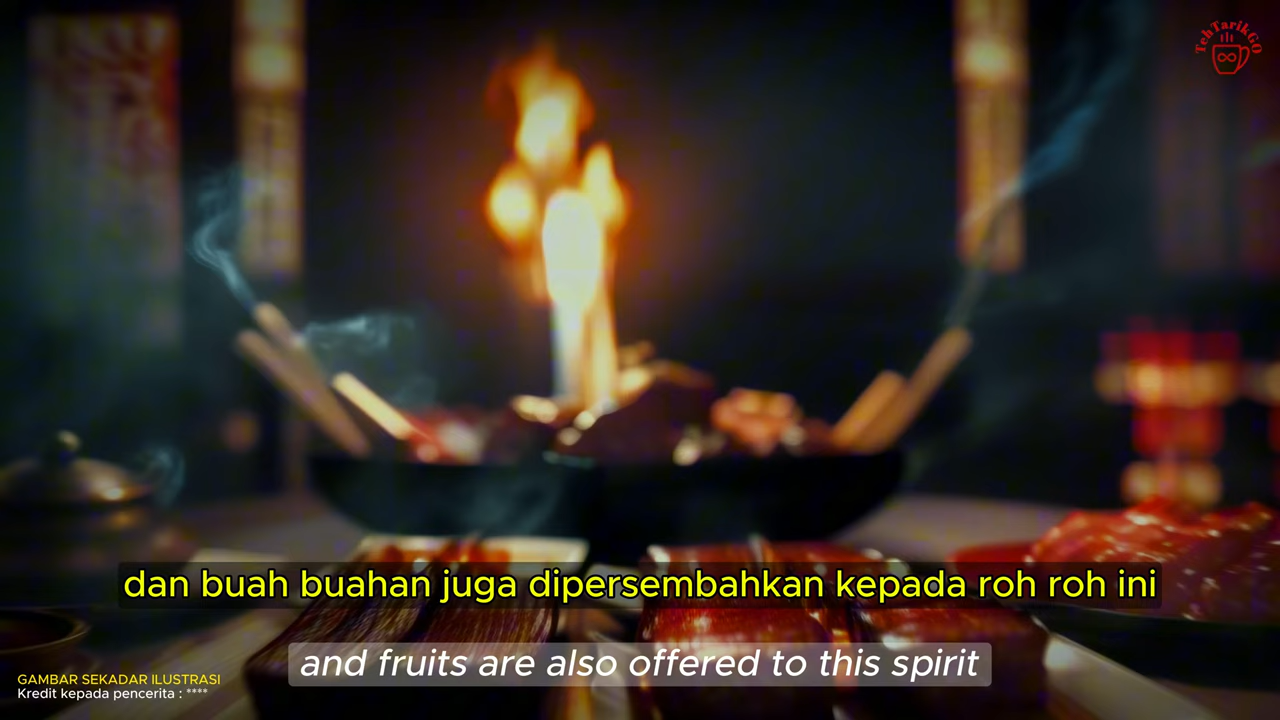 TehTarikGO
dan buah buahan juga dipersembahkan kepada roh roh ini
and fruits are also offered to this spirit
GAMBAR SEKADAR ILUSTRASI
Kredit kepada pencerita : ****